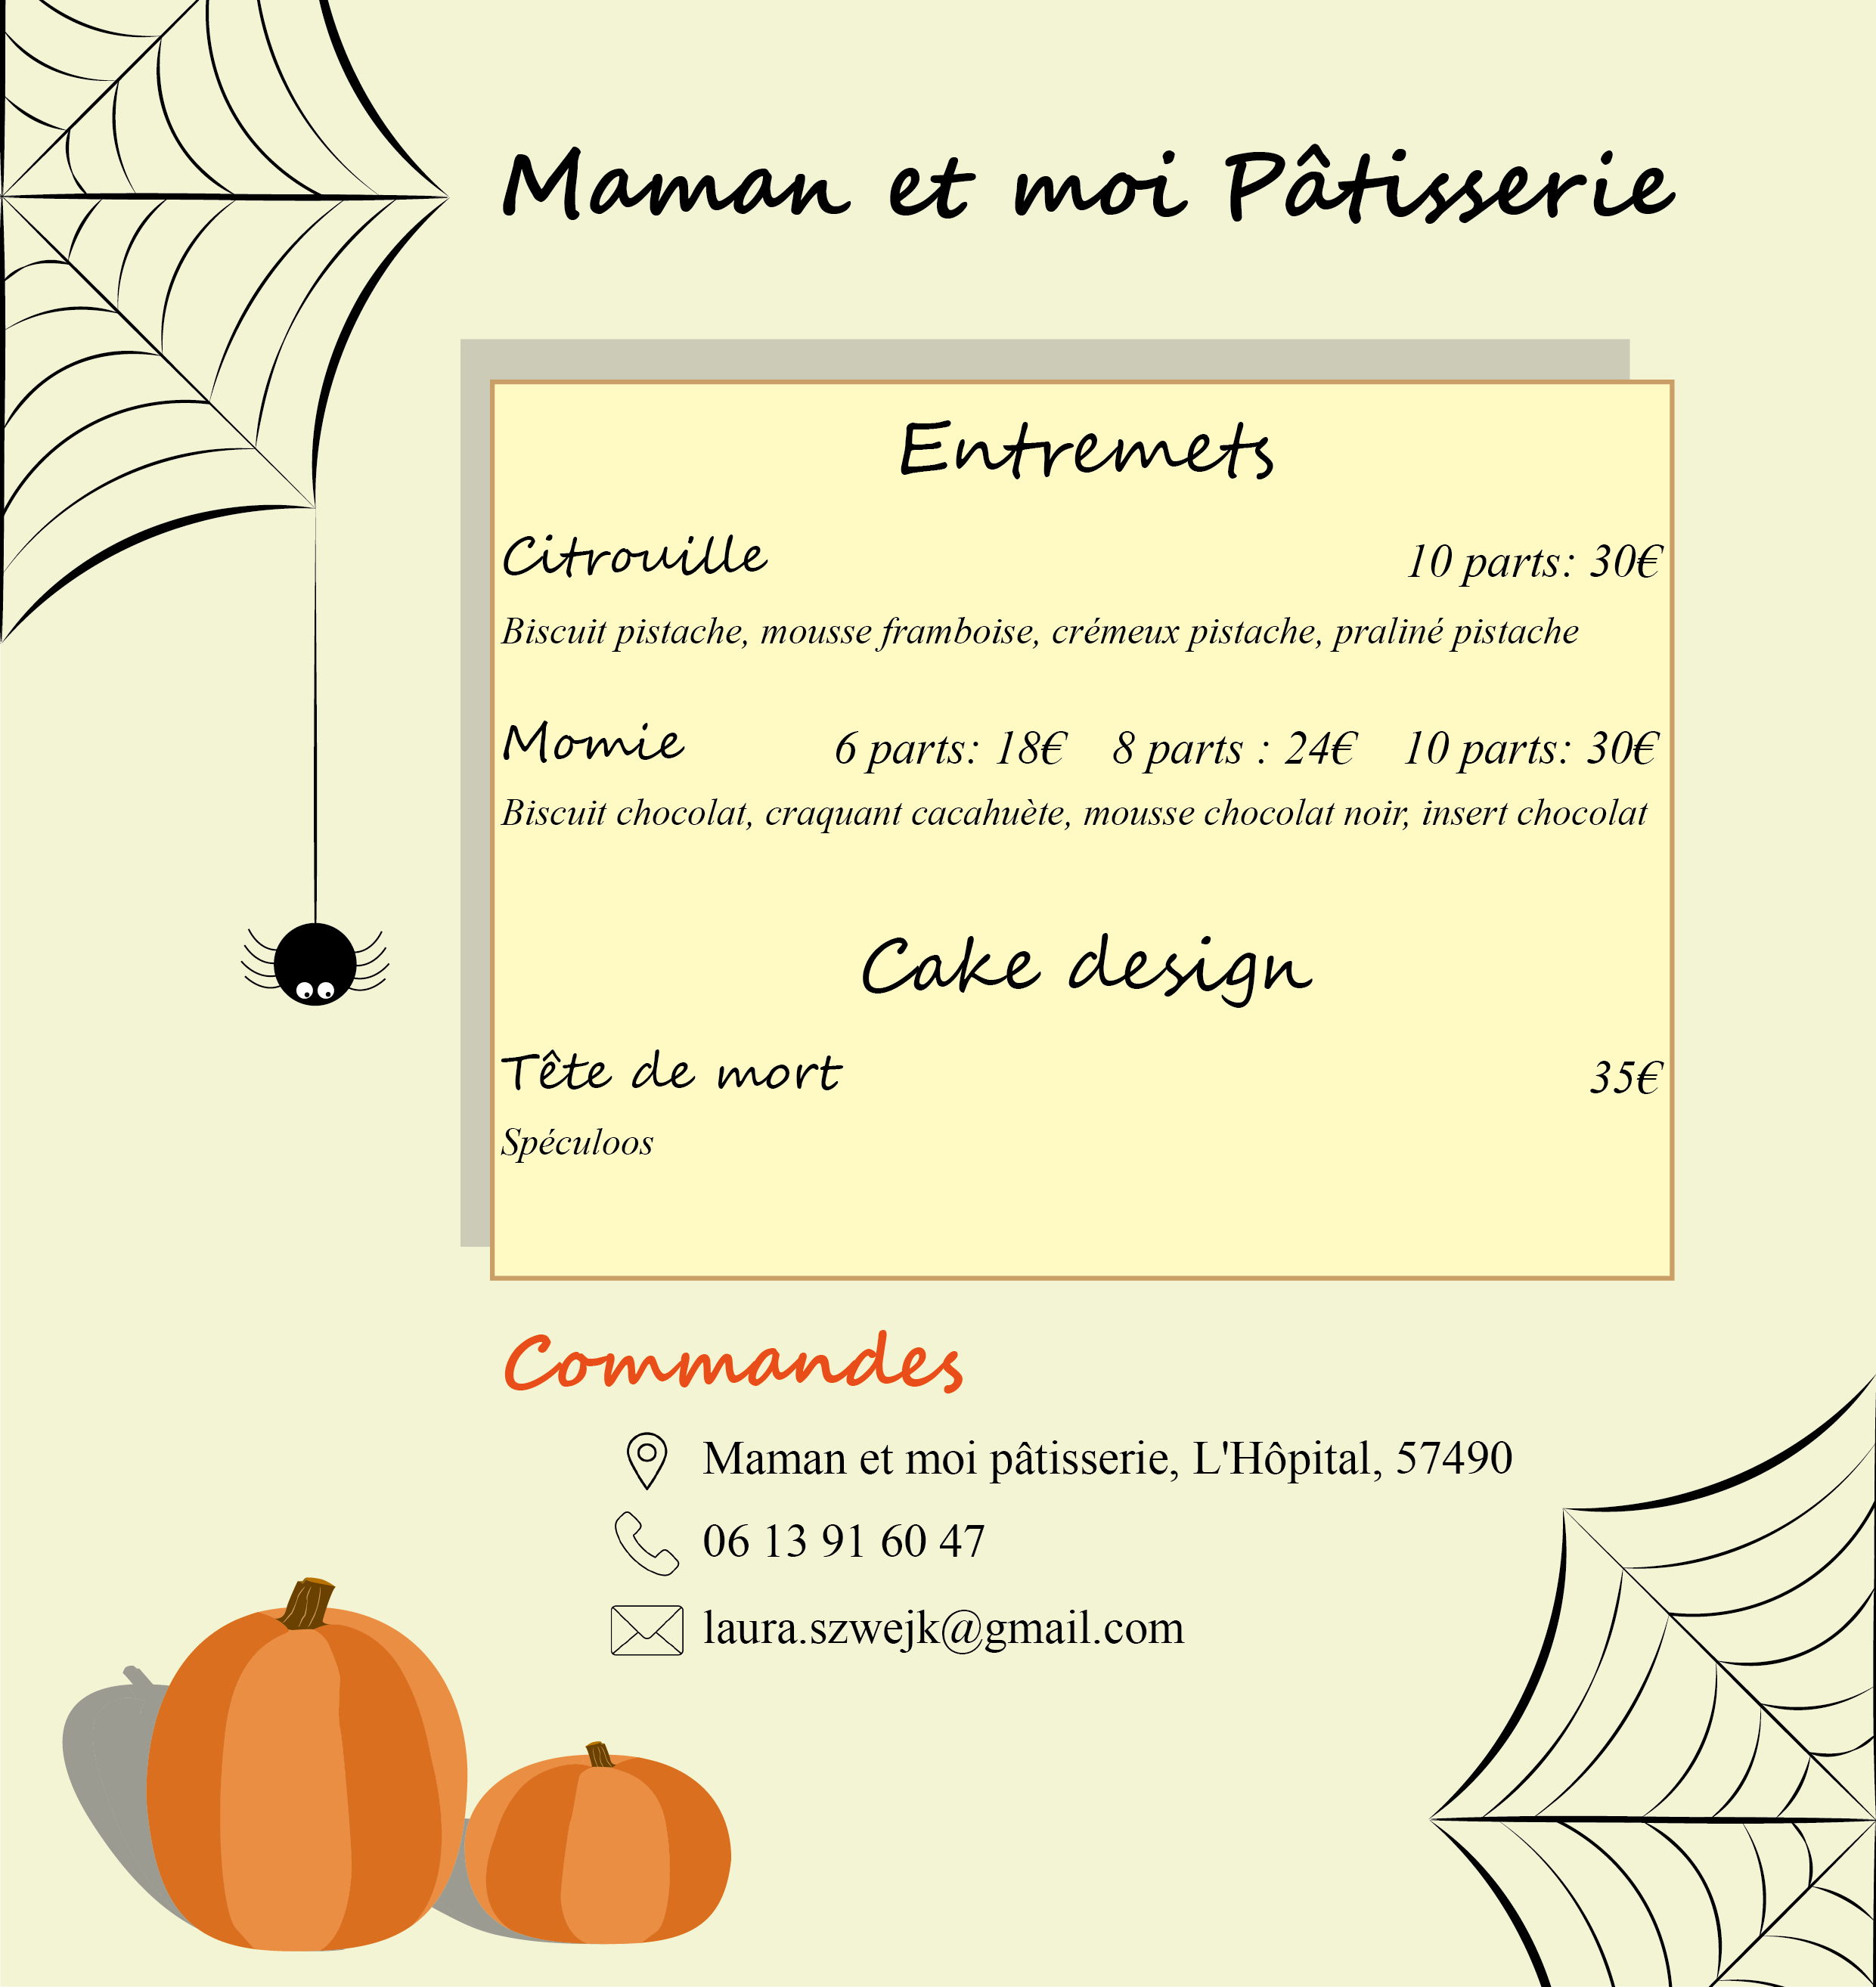 Maman et moi Pâtisserie
Entremets
Citrouille 10 parts: 30€
Biscuit pistache, mousse framboise, crémeux pistache, praliné pistache
Momie 6 parts: 18€ 8 parts : 24€ 10 parts: 30€
Biscuit chocolat, craquant cacahuète, mousse chocolat noir, insert chocolat
Cake design
Tête de mort 35€
Spéculoos
Commandes
Maman et moi pâtisserie, L'Hôpital, 57490
06 13 91 60 47
laura.szwejk@gmail.com